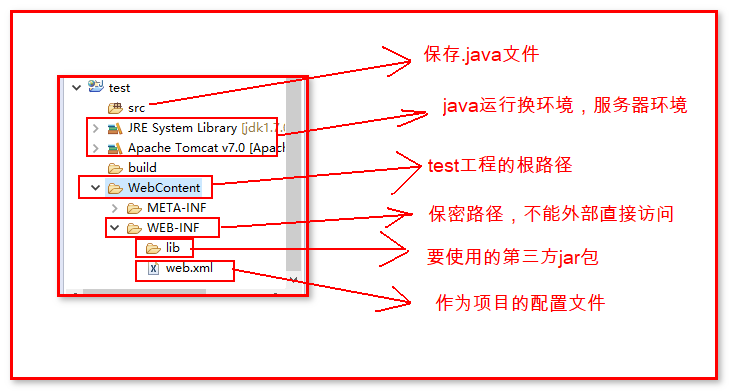 保存.java文件
test
src
java运行换环境，服务器环境
JRE System Library [jdk1.7.0
Apache Tomcat v7.0 [Apac
build
test工程的根路径
WebContent
META-INF
保密路径，不能外部直接访问
WEB-INF
lib
要使用的第三方jar包
web.xml
作为项目的配置文件